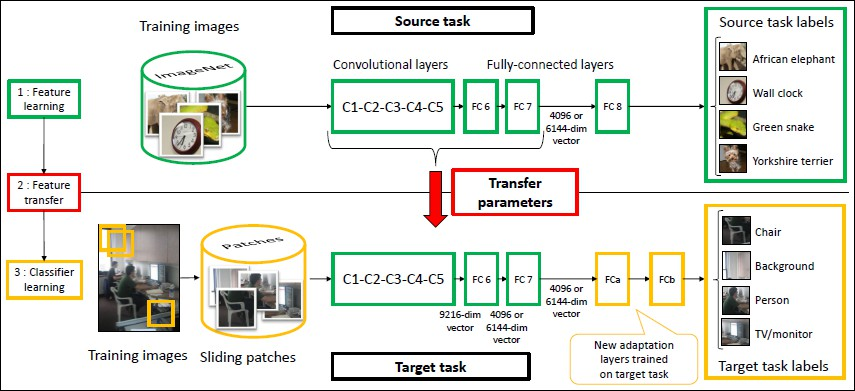 Training images
Source task
Source task labels
ImageNet
Convolutional layers
Fully-connected layers
African elephant
1 : Feature
learning
C1-C2-C3-C4-C5
FC 6
FC 7
4096 or
6144-dim
vector
FC 8
Wall clock
Green snake
Yorkshire terrier
2 : Feature
transfer
Transfer
parameters
Patches
Chair
3 : Classifier
learning
C1-C2-C3-C4-C5
FC 6
FC 7
4096 or
6144-dim
vector
FCa
FCb
Background
9216-dim
vector
4096 or
6144-dim
vector
Person
TV/monitor
Training images
Sliding patches
Target task
New adaptation
layers trained
on target task
Target task labels